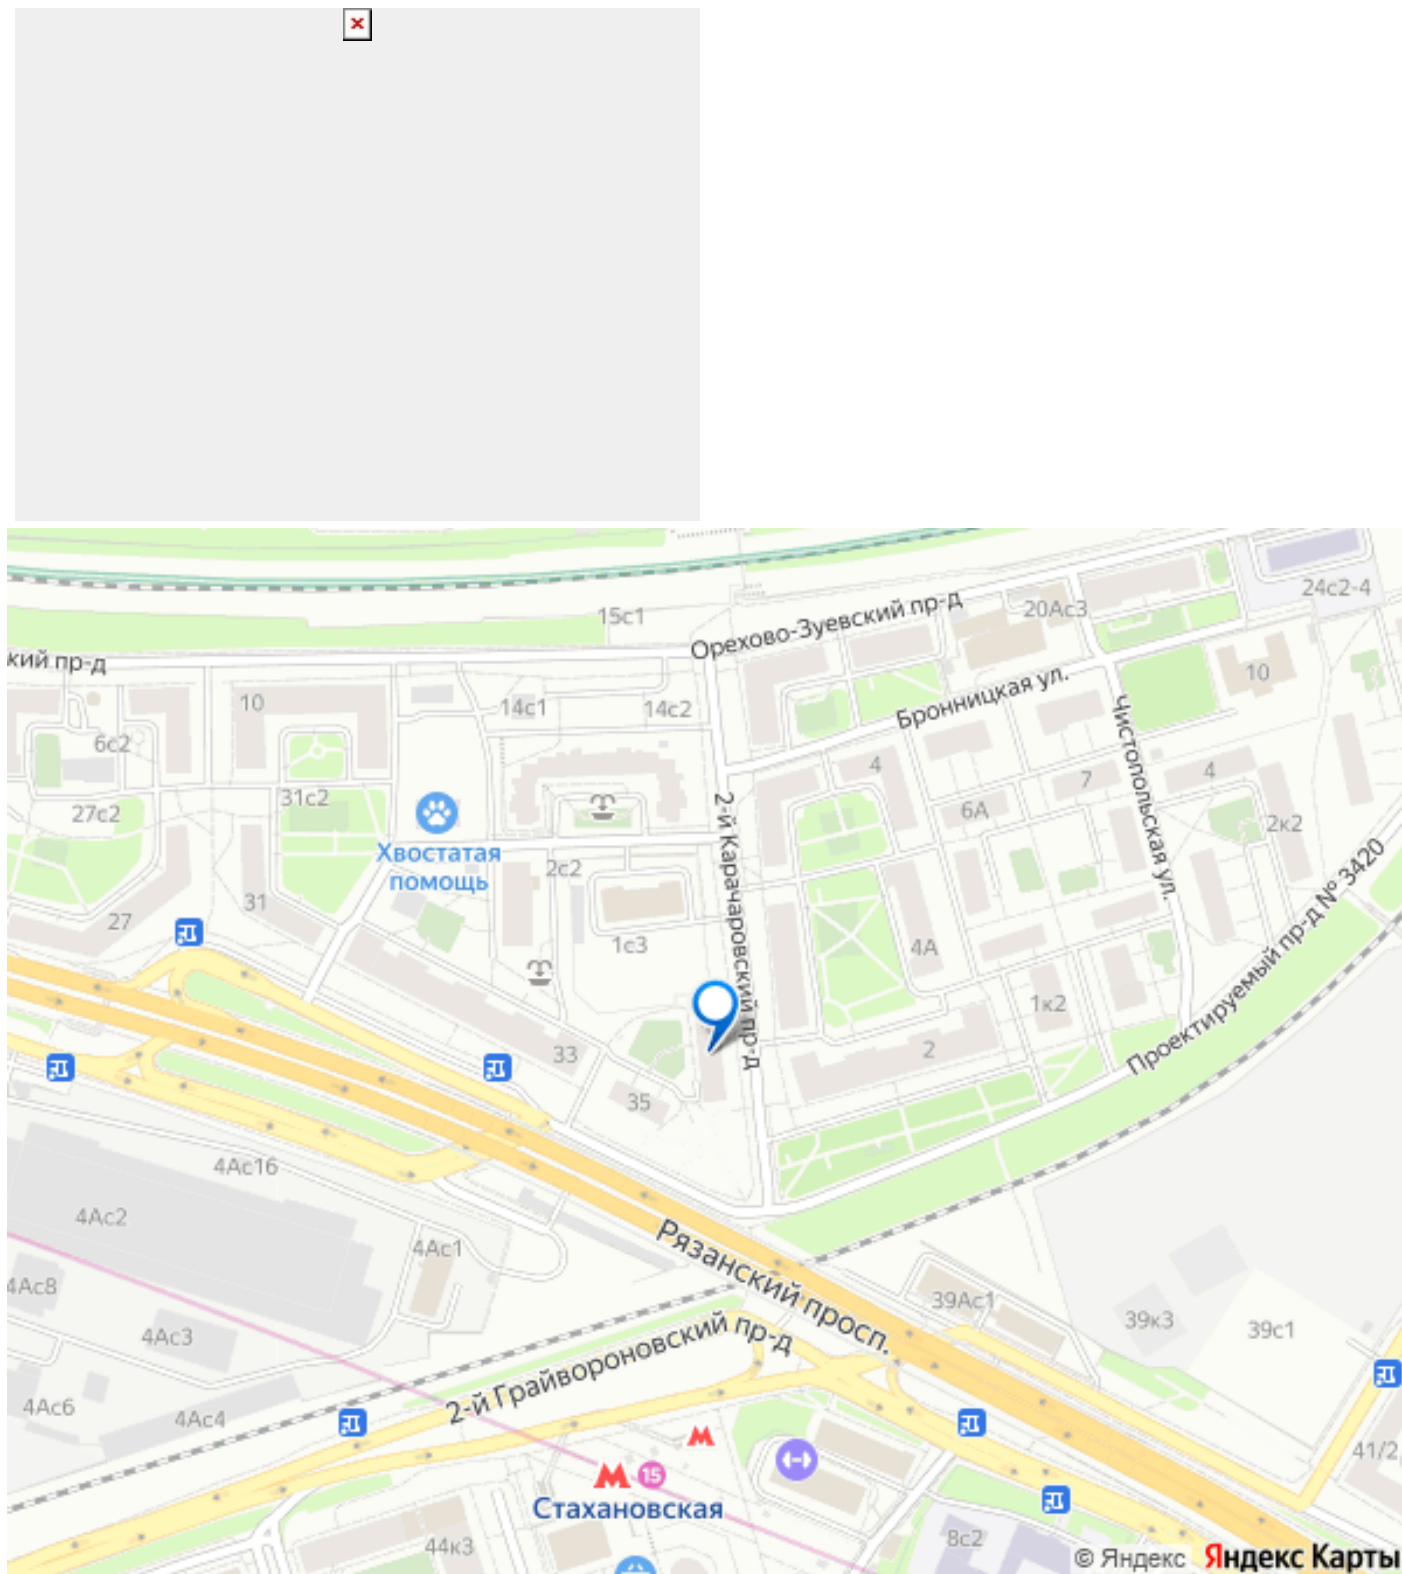 15с1
Орехово-Зуевский пр-д
20Ас3
24с2-4
кий пр-д
10
14с1
14с2
Бронницкая ул.
10
6с2
Чистопольская ул.
4
7
4
27с2
31с2
2-й Карачаровский пр-д
6А
2к2
Хвостатая
помощь
2с2
Проектируемый пр-д № 3420
27
31
1с3
4А
1к2
33
2
35
4Ас16
4Ас2
4Ас1
Рязанский просп.
4Ас8
4Ас3
39Ас1
39к3
39с1
2-й Грайвороновский пр-д
4Ас6
4Ас4
41/2
15
Стахановская
44к3
8с2
© Яндекс Яндекс Карты